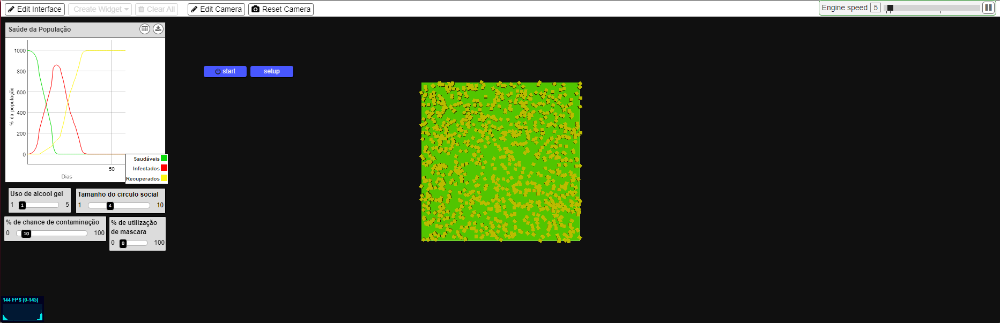 Edit Interface
Create Widget
Clear All
Edit Camera
Reset Camera
Engine speed 5
Saúde da População
1000
800
600
400
200
0
% da população
50
Dias
Saudáveis
Infectados
Recuperados
start
setup
Uso de alcool gel
1 1 5
Tamanho do circulo social
1 4 10
% de chance de contaminação
0 10 100
% de utilização
de mascara
0 0 100
144 FPS (0-145)